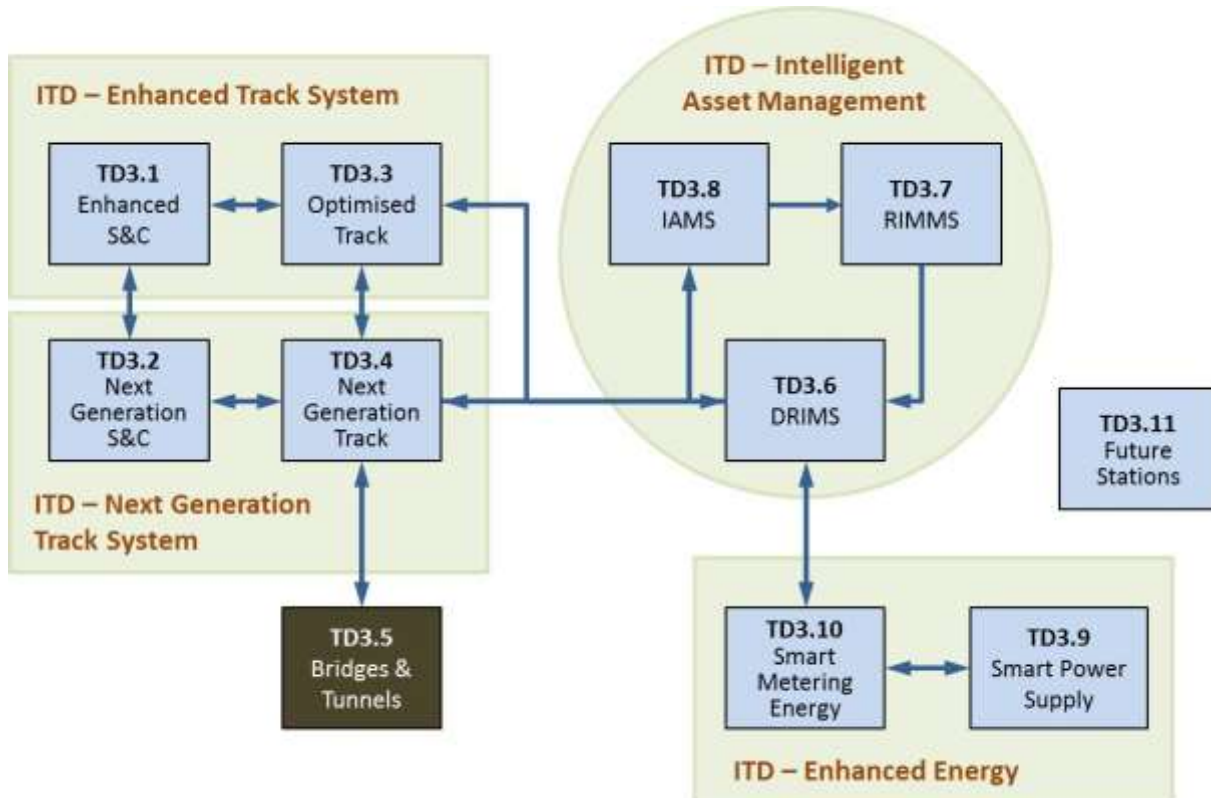 ITD – Enhanced Track System
TD3.1
Enhanced
S&C
TD3.3
Optimised
Track
TD3.2
Next
Generation
S&C
TD3.4
Next
Generation
Track
ITD – Next Generation
Track System
TD3.5
Bridges &
Tunnels
ITD – Intelligent
Asset Management
TD3.8
IAMS
TD3.7
RIMMS
TD3.6
DRIMS
TD3.11
Future
Stations
TD3.10
Smart
Metering
Energy
TD3.9
Smart Power
Supply
ITD – Enhanced Energy